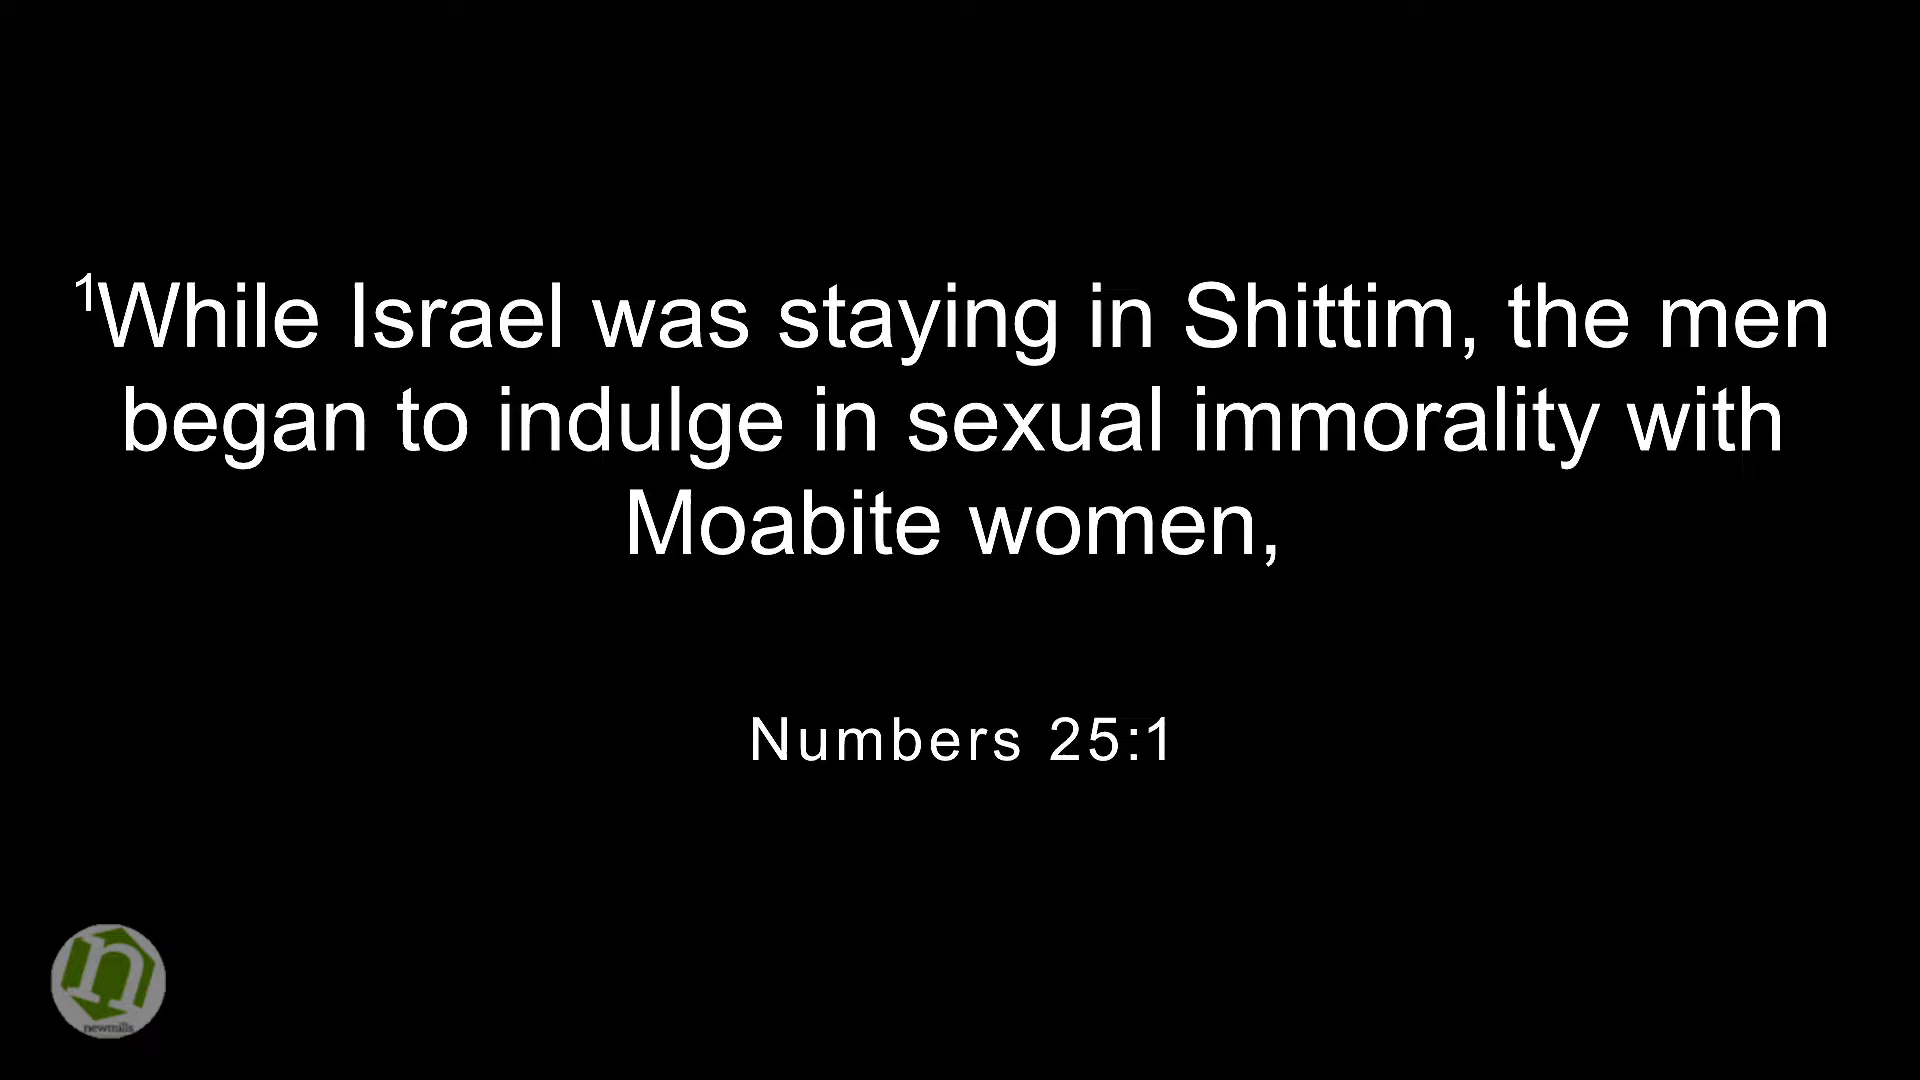 ¹While Israel was staying in Shittim, the men
began to indulge in sexual immorality with
Moabite women,
Numbers 25:1
n
newmills